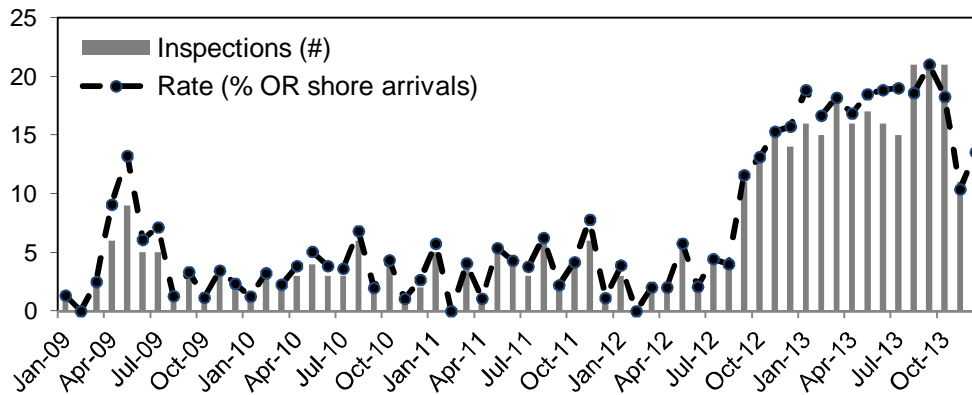 25
20
15
10
5
0
Inspections (#)
Rate (% OR shore arrivals)
Jan-09
Apr-09
Jul-09
Oct-09
Jan-10
Apr-10
Jul-10
Oct-10
Jan-11
Apr-11
Jul-11
Oct-11
Jan-12
Apr-12
Jul-12
Oct-12
Jan-13
Apr-13
Jul-13
Oct-13